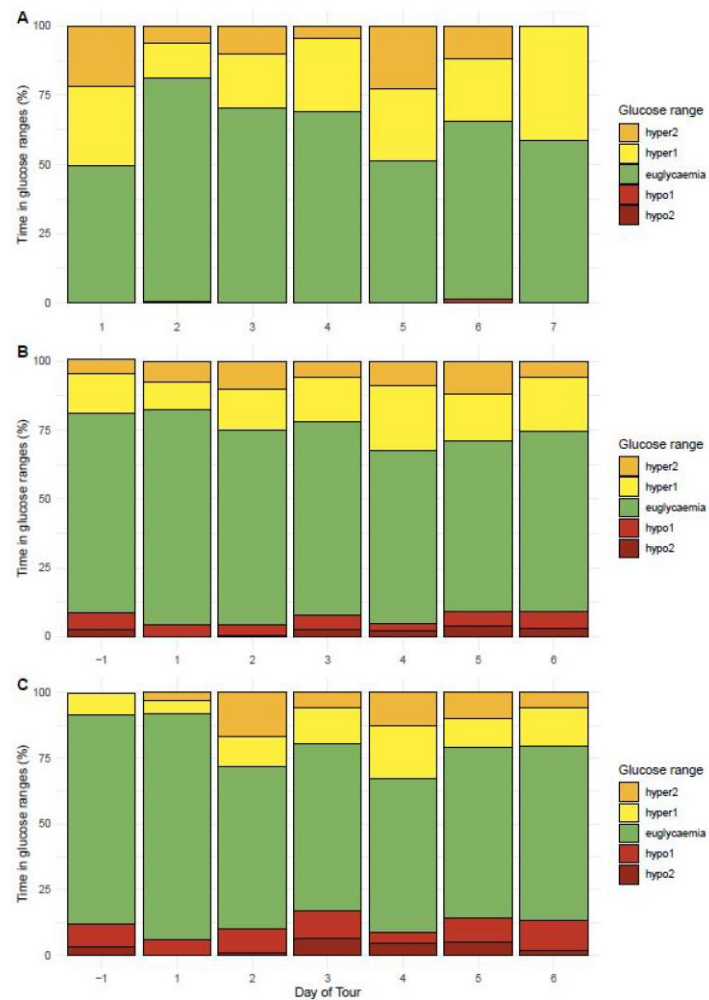 A
Time in glucose ranges (%)
100
75
50
25
0
1 2 3 4 5 6 7
Glucose range
hyper2
hyper1
euglycaemia
hypo1
hypo2
B
Time in glucose ranges (%)
100
75
50
25
0
−1 1 2 3 4 5 6
Glucose range
hyper2
hyper1
euglycaemia
hypo1
hypo2
C
Time in glucose ranges (%)
100
75
50
25
0
−1 1 2 3 4 5 6
Day of Tour
Glucose range
hyper2
hyper1
euglycaemia
hypo1
hypo2